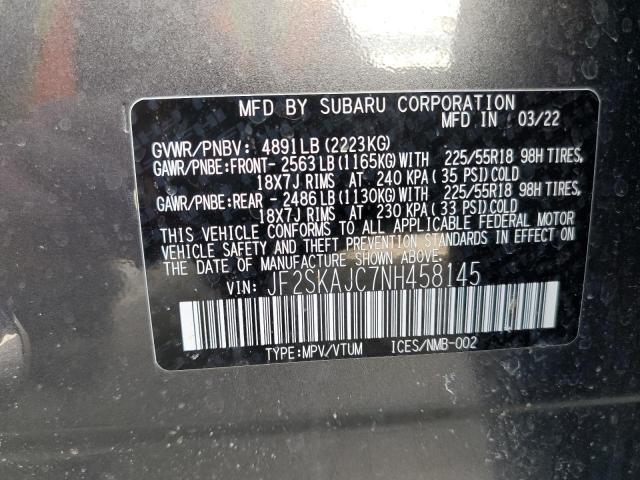 MFD BY SUBARU CORPORATION
MFD IN 03/22
GVWR/PNBV: 4891LB(2223KG)
GAWR/PNBE:FRONT- 2563LB(1165KG) WITH 225/55R18 98H TIRES,
18X7J RIMS AT 240 KPA(35 PSI)COLD
GAWR/PNBE:REAR - 2486LB(1130KG) WITH 225/55R18 98H TIRES,
18X7J RIMS AT 230 KPA(33 PSI)COLD
THIS VEHICLE CONFORMS TO ALL APPLICABLE FEDERAL MOTOR
VEHICLE SAFETY AND THEFT PREVENTION STANDARDS IN EFFECT
ON THE DATE OF MANUFACTURE SHOWN ABOVE.
VIN: JF2SKAJC7NH458145
TYPE:MPV/VTUM ICES/NMB-002